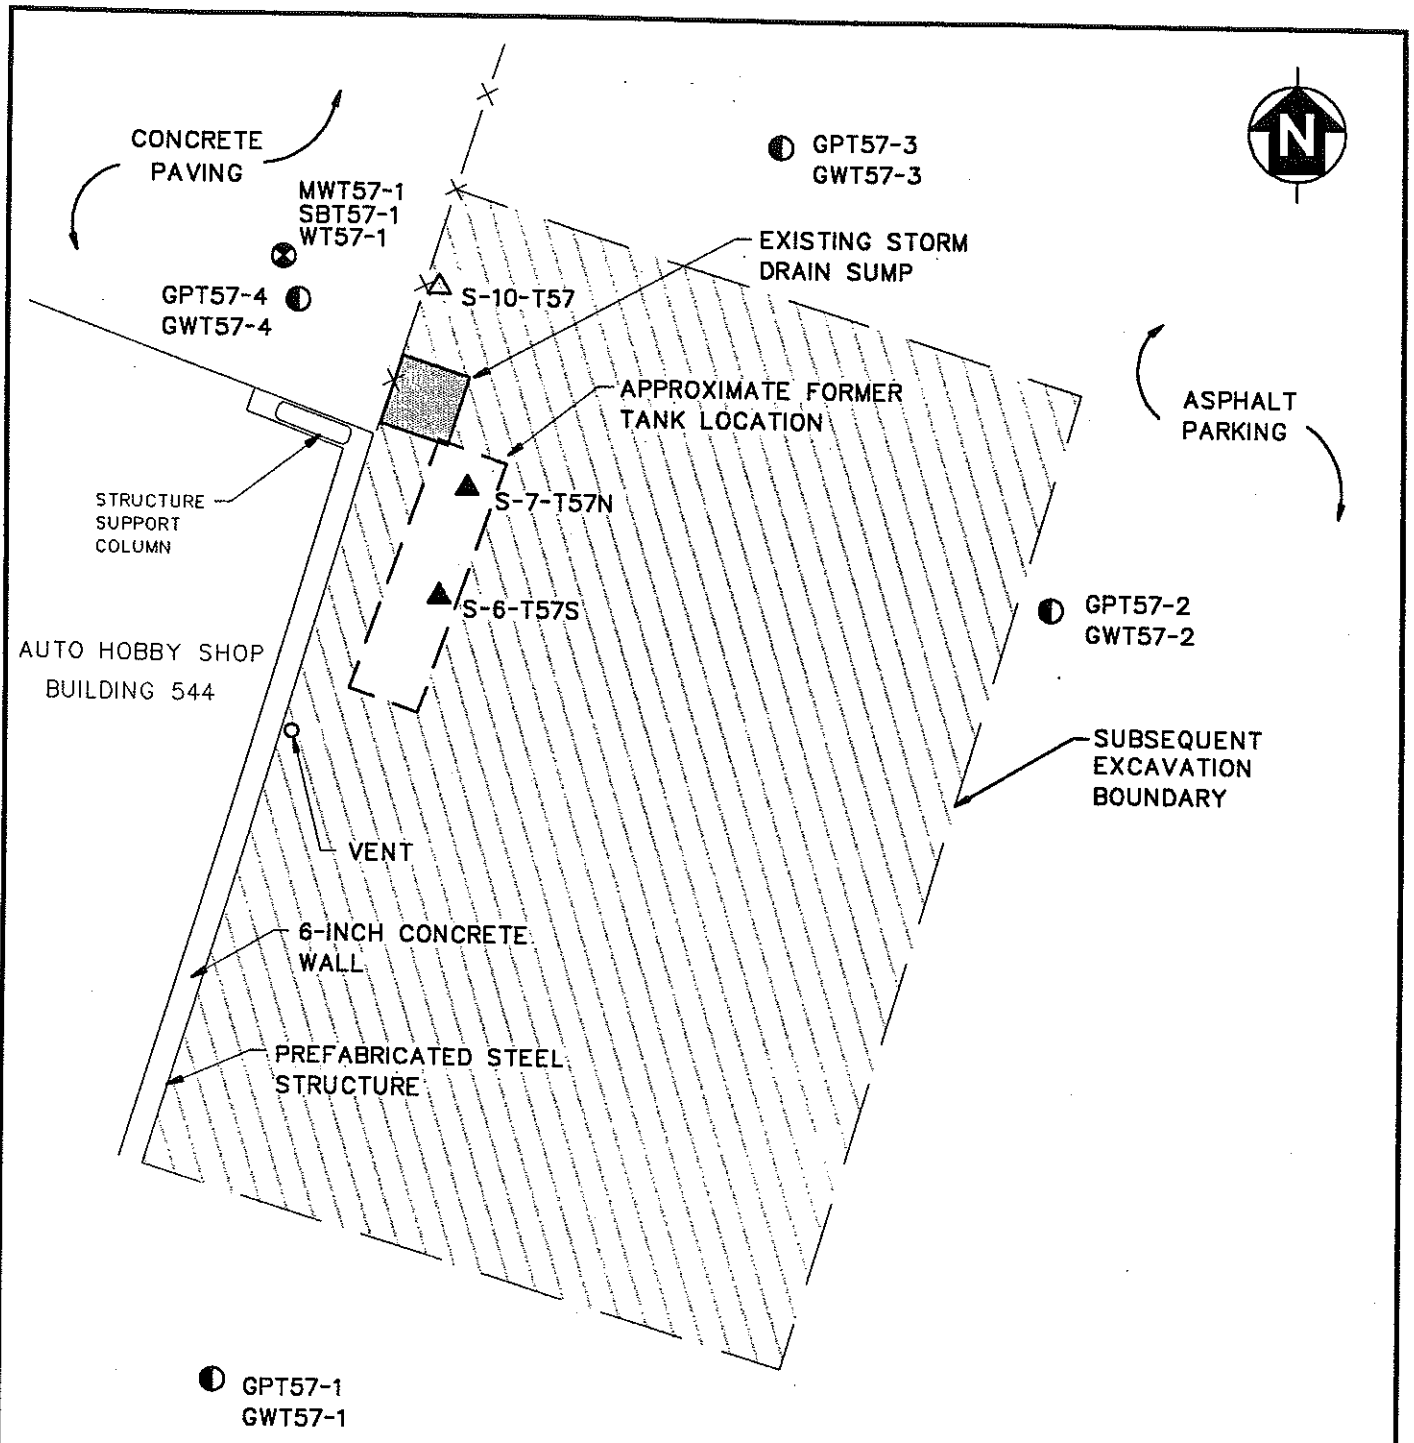 CONCRETE
PAVING
N
GPT57-3
GWT57-3
MWT57-1
SBT57-1
WT57-1
EXISTING STORM
DRAIN SUMP
GPT57-4
GWT57-4
S-10-T57
APPROXIMATE FORMER
TANK LOCATION
ASPHALT
PARKING
STRUCTURE
SUPPORT
COLUMN
S-7-T57N
S-6-T57S
GPT57-2
GWT57-2
AUTO HOBBY SHOP
BUILDING 544
SUBSEQUENT
EXCAVATION
BOUNDARY
VENT
6-INCH CONCRETE
WALL
PREFABRICATED STEEL
STRUCTURE
GPT57-1
GWT57-1